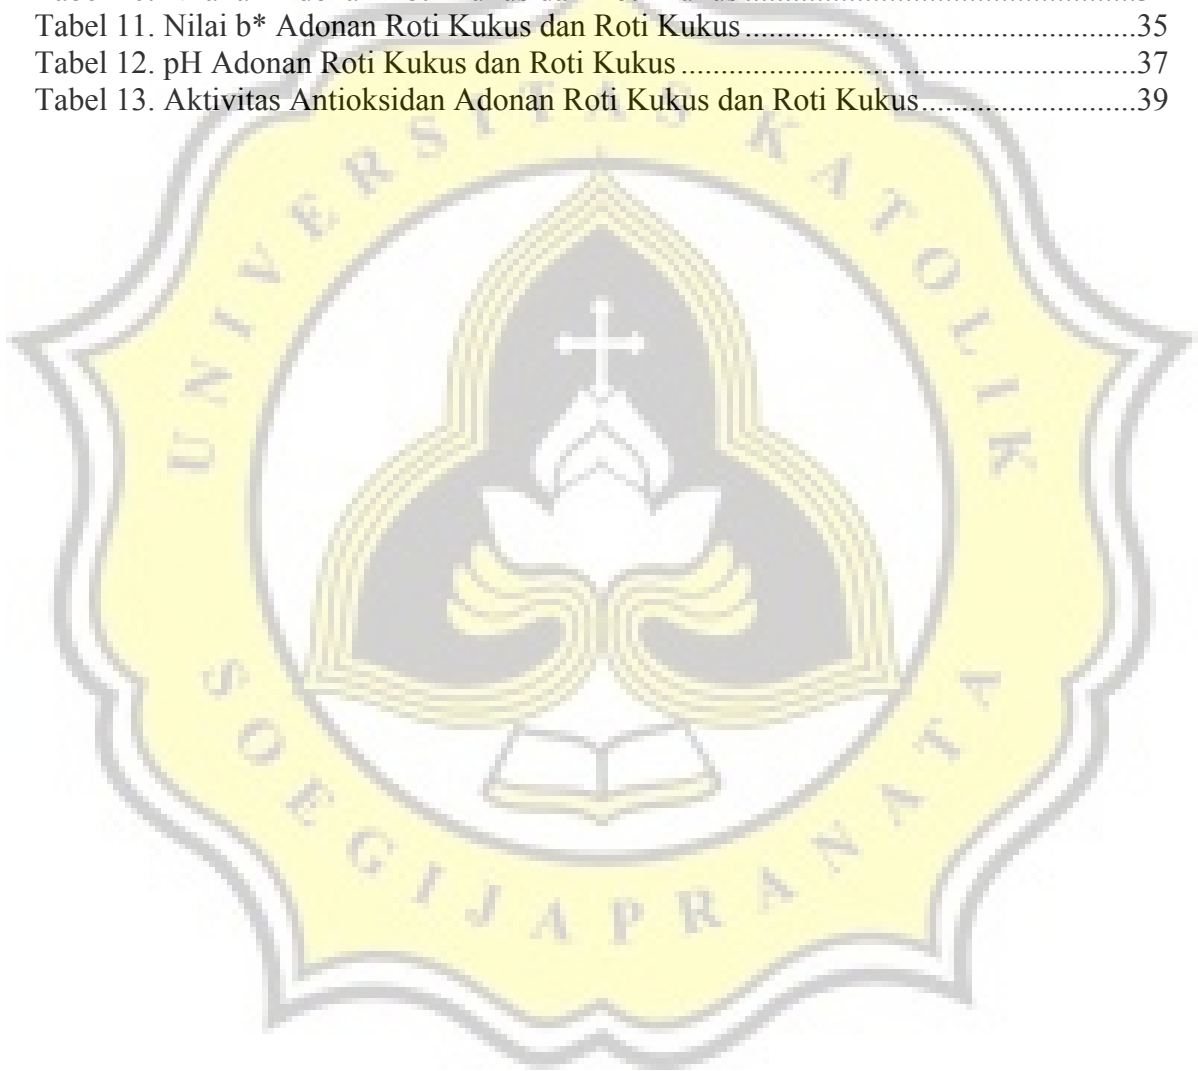 Tabel 11. Nilai b* Adonan Roti Kukus dan Roti Kukus.......................................................35
Tabel 12. pH Adonan Roti Kukus dan Roti Kukus...............................................................37
Tabel 13. Aktivitas Antioksidan Adonan Roti Kukus dan Roti Kukus..............................39
UNIVERSITAS KATOLIK
SOEGIJAPRANATA